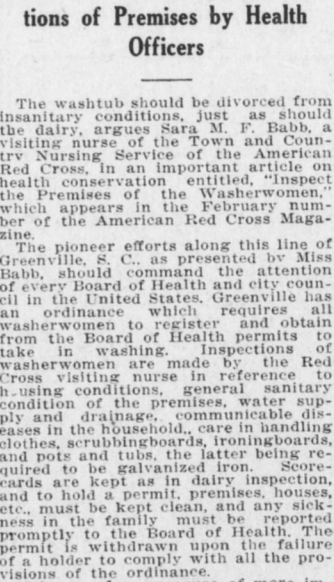 tions of Premises by Health
Officers
The washtub should be divorced from
insanitary conditions, just as should
the dairy, argues Sara M. F. Babb, a
visiting nurse of the Town and Coun-
try Nursing Service of the American
Red Cross, in an important article on
health conservation entitled, "Inspect
the Premises of the Washerwomen,"
which appears in the February num-
ber of the American Red Cross Maga-
zine.
The pioneer efforts along this line of
Greenville, S. C., as presented by Miss
Babb, should command the attention
of every Board of Health and city coun-
cil in the United States. Greenville has
an ordinance which requires all
washerwomen to register and obtain
from the Board of Health permits to
take in washing. Inspections of
washerwomen are made by the Red
Cross visiting nurse in reference to
h-using conditions, general sanitary
condition of the premises, water sup-
ply and drainage,. communicable dis-
eases in the household,. care in handling
clothes, scrubbingboards, ironingboards,
and pots and tubs, the latter being re-
quired to be galvanized iron. Score-
cards are kept as in dairy inspection,
and to hold a permit, premises, houses,
etc., must be kept clean, and any sick-
ness in the family must be reported
promptly to the Board of Health. The
permit is withdrawn upon the failure
of a holder to comply with all the pro-
visions of the ordinance.